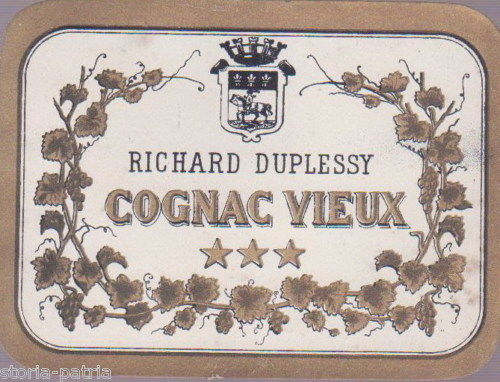 RICHARD DUPLESSY
COGNAC VIEUX
storia-patria